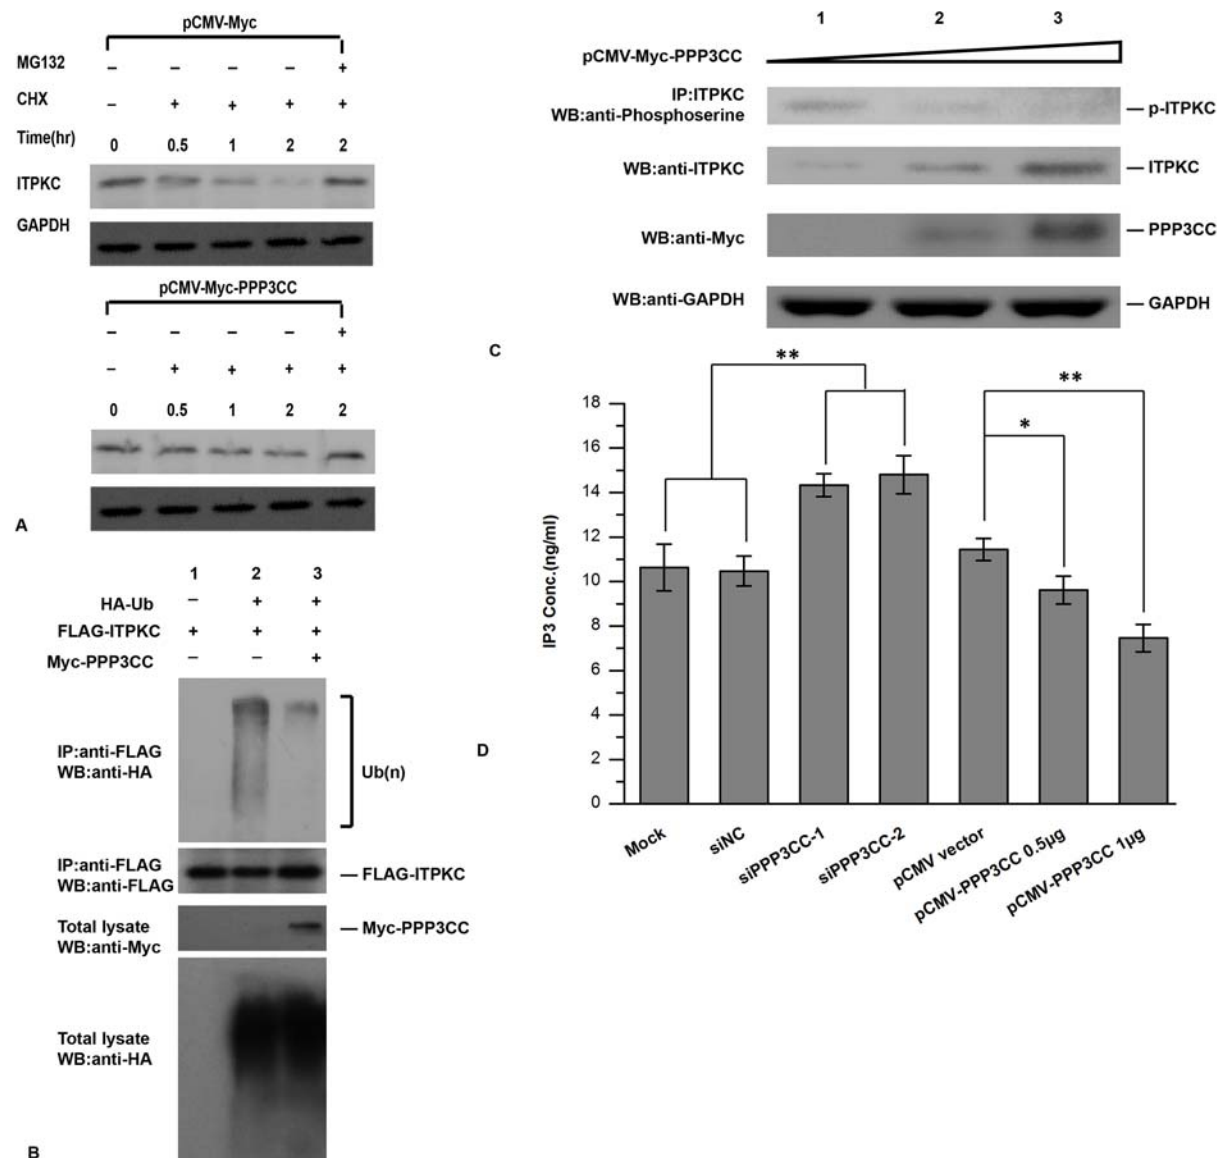 pCMV-Myc
MG132 – – – – +
CHX – + + + +
Time(hr) 0 0.5 1 2 2
ITPKC
GAPDH
pCMV-Myc-PPP3CC
– – – – +
– + + + +
0 0.5 1 2 2
A
1 2 3
HA-Ub – + +
FLAG-ITPKC + + +
Myc-PPP3CC – – +
IP:anti-FLAG
WB:anti-HA
Ub(n)
IP:anti-FLAG
WB:anti-FLAG
— FLAG-ITPKC
Total lysate
WB:anti-Myc
— Myc-PPP3CC
Total lysate
WB:anti-HA
B
1 2 3
pCMV-Myc-PPP3CC
IP:ITPKC
WB:anti-Phosphoserine
— p-ITPKC
WB:anti-ITPKC — ITPKC
WB:anti-Myc — PPP3CC
WB:anti-GAPDH — GAPDH
C
** **
*
18
16
14
12
10
8
6
4
2
0
IP3 Conc.(ng/ml)
Mock
siNC
siPPP3CC-1
siPPP3CC-2
pCMV vector
pCMV-PPP3CC 0.5μg
pCMV-PPP3CC 1μg
D